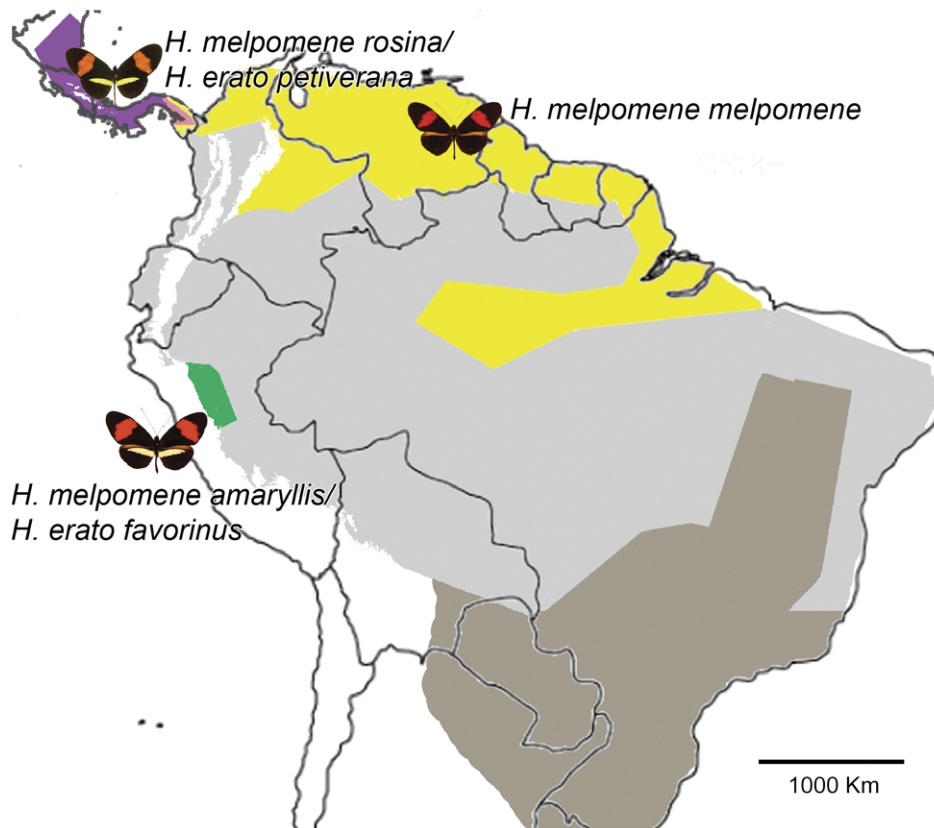 H. melpomene rosina/
H. erato petiverana
H. melpomene melpomene
H. melpomene amaryllis/
H. erato favorinus
1000 Km